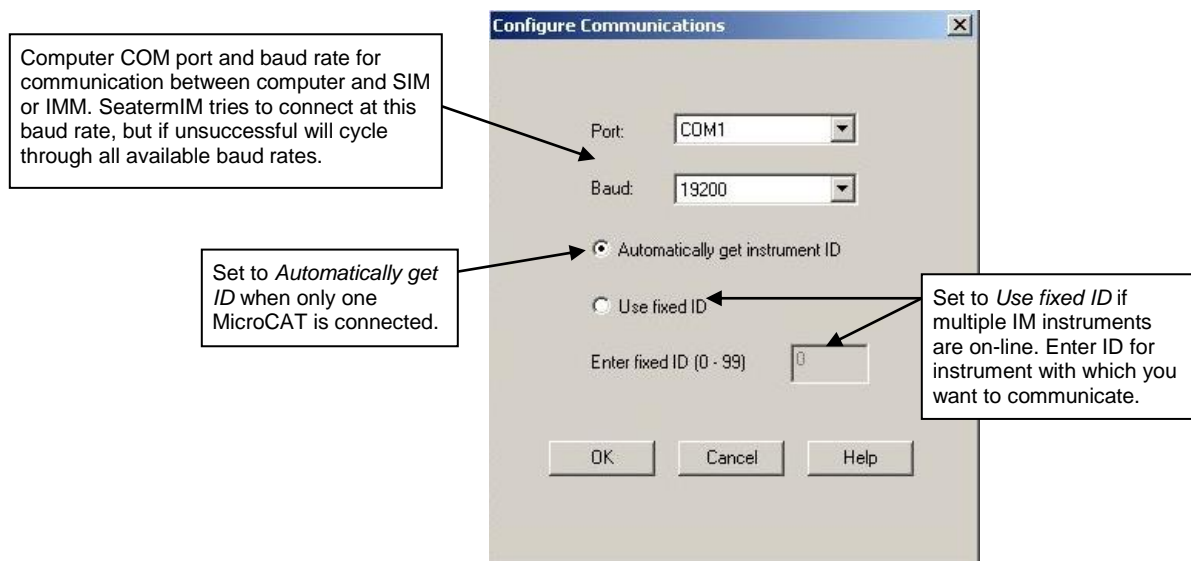 Configure Communications
Computer COM port and baud rate for
communication between computer and SIM
or IMM. SeatermIM tries to connect at this
baud rate, but if unsuccessful will cycle
through all available baud rates.
Port: COM1
Baud: 19200
Automatically get instrument ID
Set to Automatically get
ID when only one
MicroCAT is connected.
Use fixed ID
Set to Use fixed ID if
multiple IM instruments
are on-line. Enter ID for
instrument with which you
want to communicate.
Enter fixed ID (0 - 99) 0
OK Cancel Help